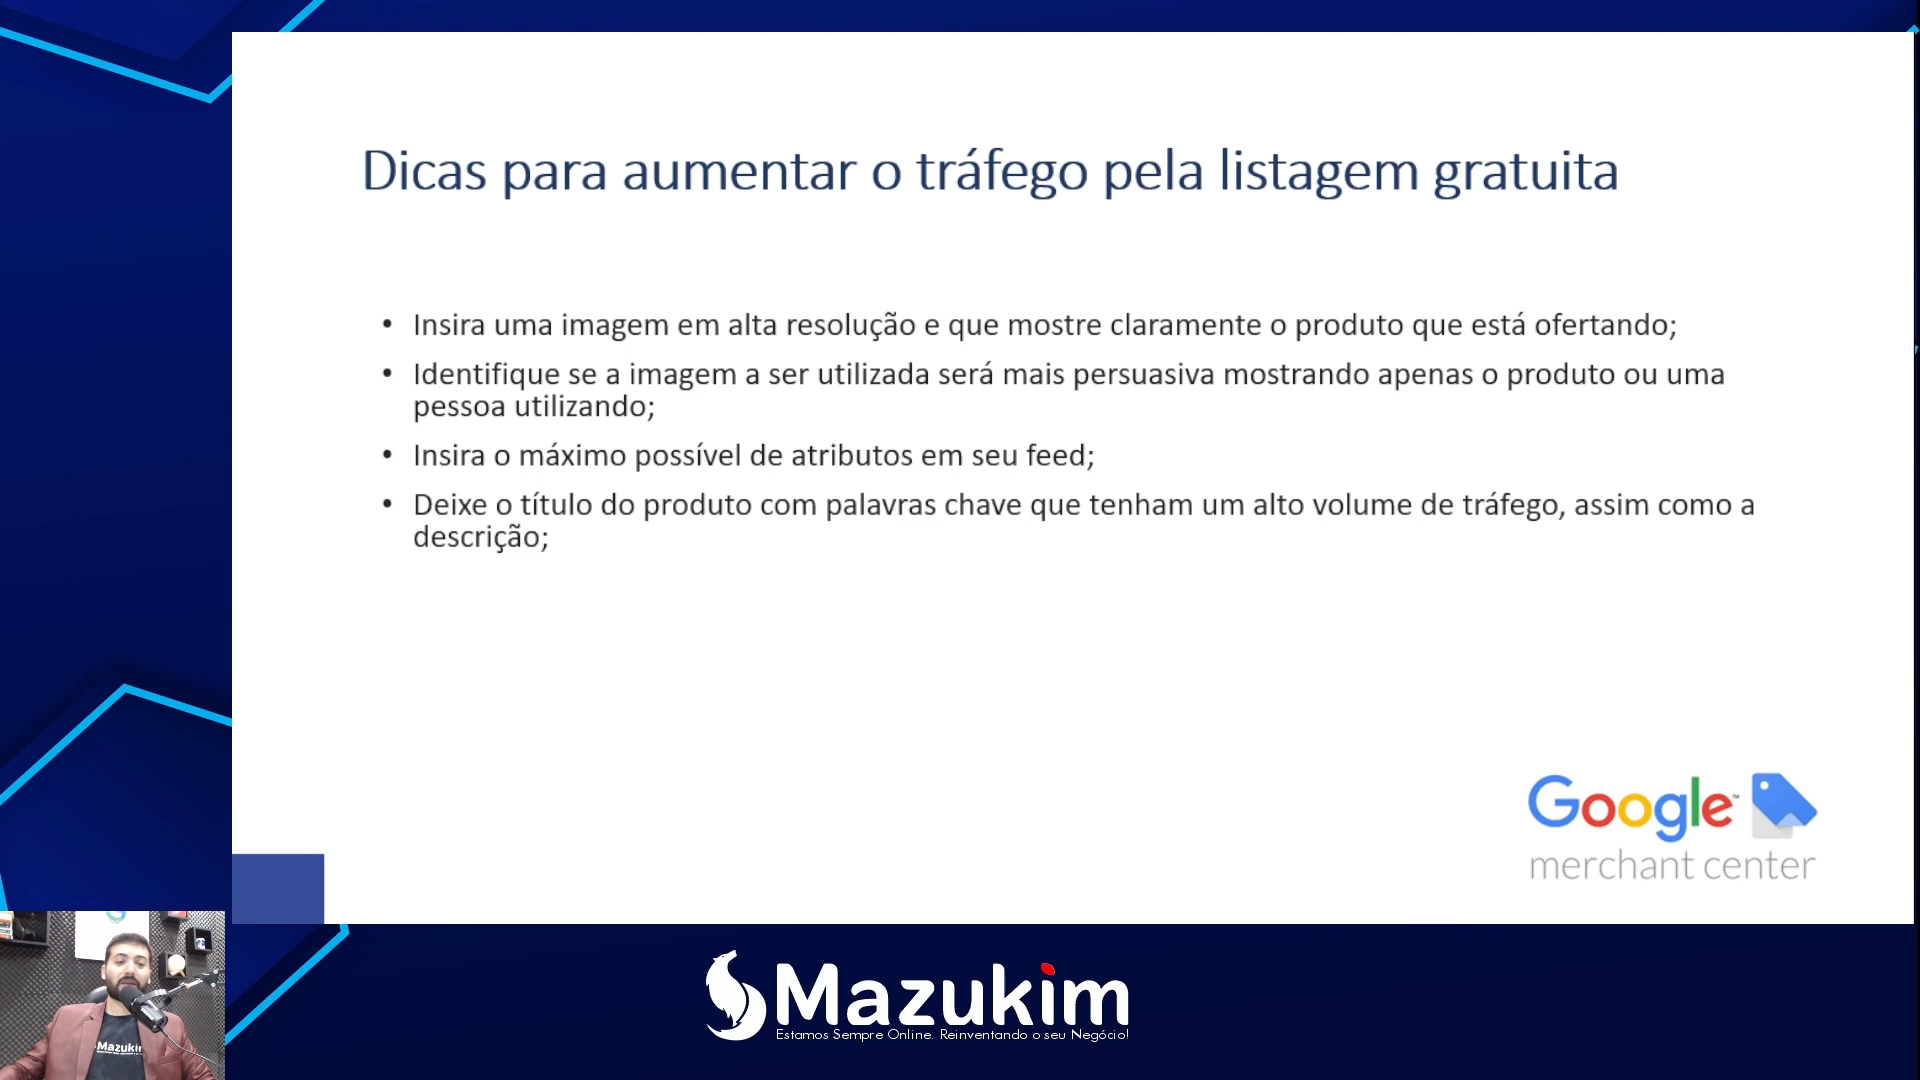 Dicas para aumentar o tráfego pela listagem gratuita
• Insira uma imagem em alta resolução e que mostre claramente o produto que está ofertando;
• Identifique se a imagem a ser utilizada será mais persuasiva mostrando apenas o produto ou uma
pessoa utilizando;
• Insira o máximo possível de atributos em seu feed;
• Deixe o título do produto com palavras chave que tenham um alto volume de tráfego, assim como a
descrição;
Google™
merchant center
Mazukim
Estamos Sempre Online. Reinventando o seu Negócio!
Mazukim